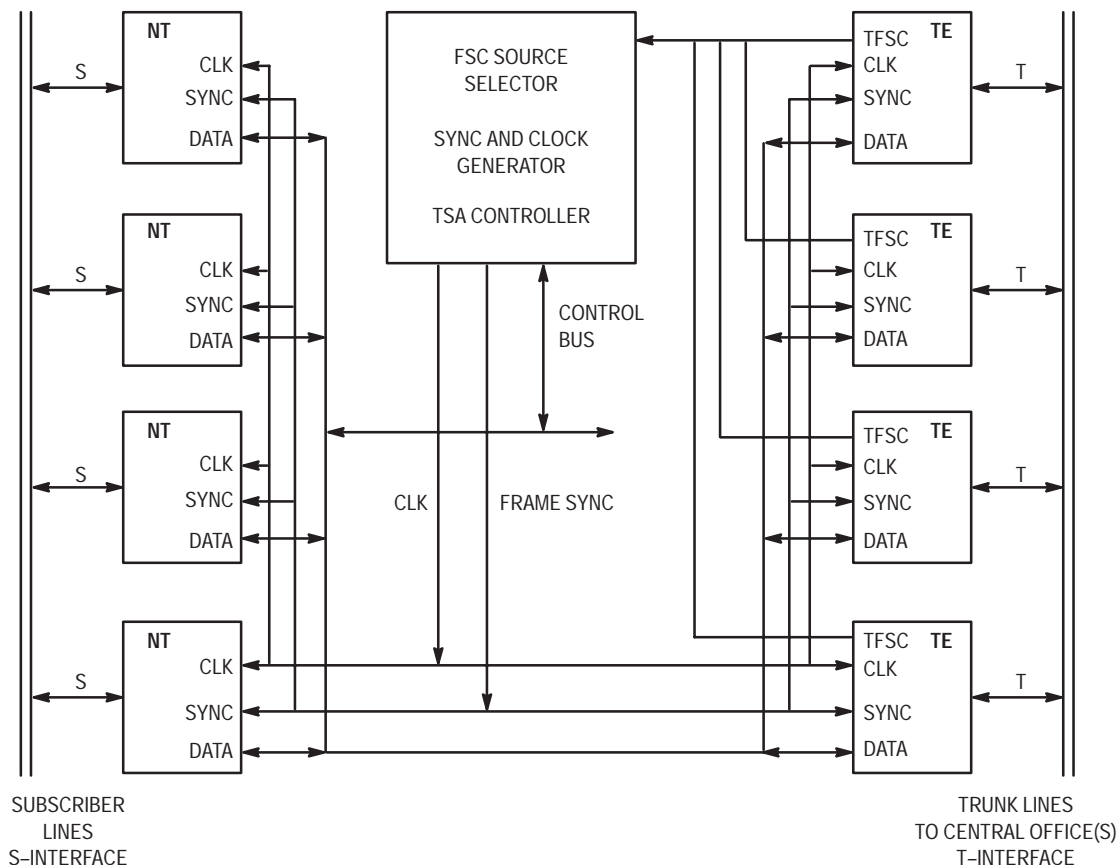 NT
CLK
SYNC
DATA
S
NT
CLK
SYNC
DATA
S
NT
CLK
SYNC
DATA
S
NT
CLK
SYNC
DATA
S
SUBSCRIBER
LINES
S–INTERFACE
FSC SOURCE
SELECTOR
SYNC AND CLOCK
GENERATOR
TSA CONTROLLER
CONTROL
BUS
CLK
FRAME SYNC
TFSC TE
CLK
SYNC
DATA
T
TFSC TE
CLK
SYNC
DATA
T
TFSC TE
CLK
SYNC
DATA
T
TFSC TE
CLK
SYNC
DATA
T
TRUNK LINES
TO CENTRAL OFFICE(S)
T–INTERFACE